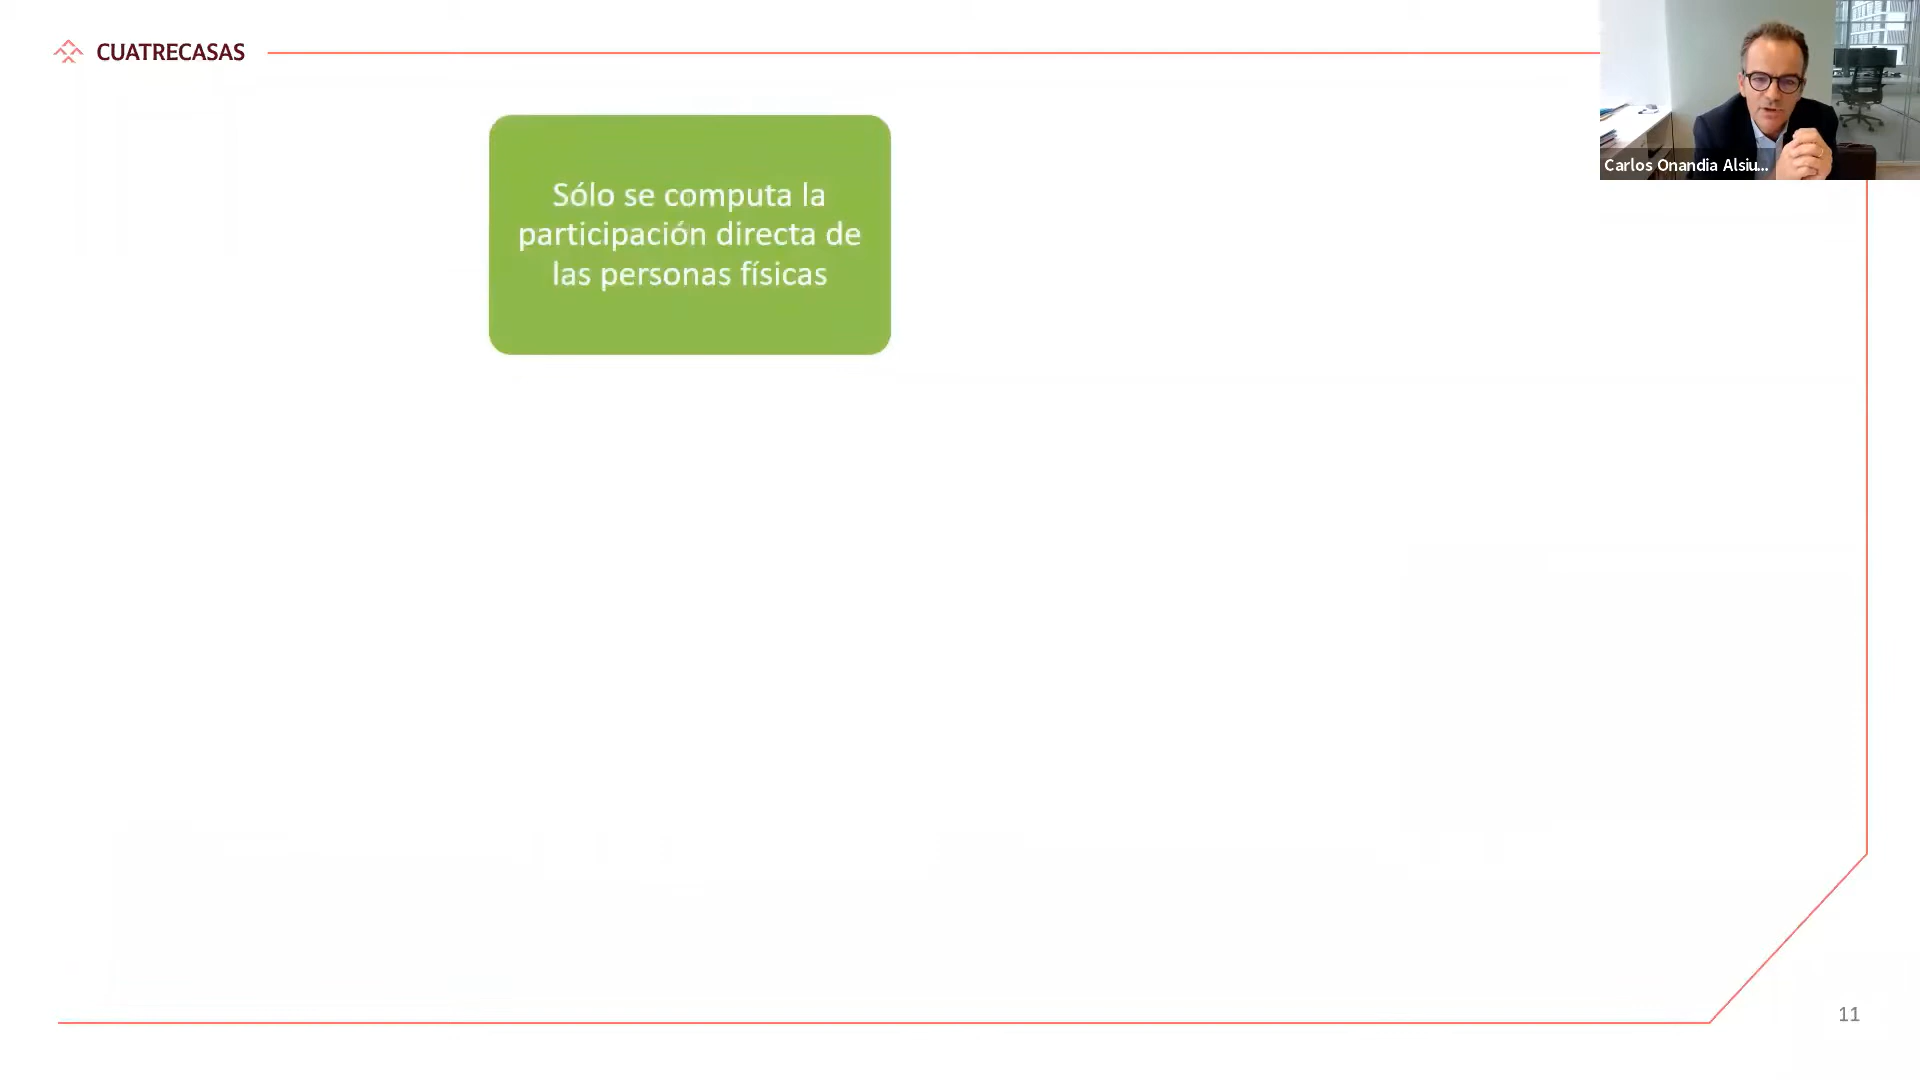 CUATRECASAS
Carlos Onandia Alsiu...
Sólo se computa la
participación directa de
las personas físicas
11